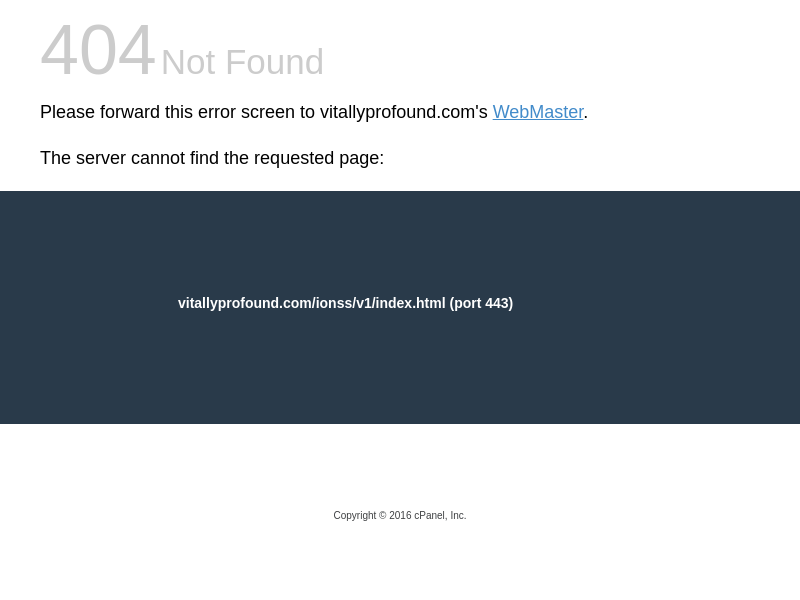 404 Not Found
Please forward this error screen to vitallyprofound.com's WebMaster.
The server cannot find the requested page:
vitallyprofound.com/ionss/v1/index.html (port 443)
Copyright © 2016 cPanel, Inc.